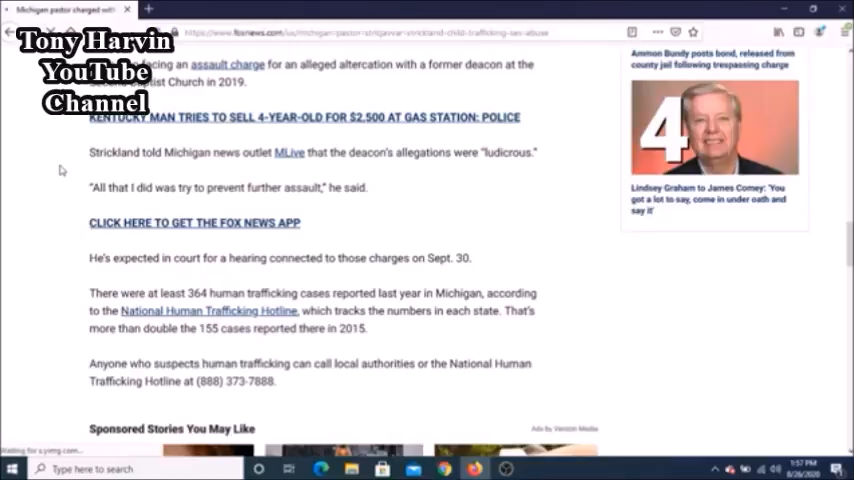 Michigan pastor charged with
https://www.foxnews.com/us/michigan-pastor-strigavvar-strickland-child-trafficking-sex-abuse
Tony Harvin
YouTube
Channel
facing an assault charge for an alleged altercation with a former deacon at the
Baptist Church in 2019.
KENTUCKY MAN TRIES TO SELL 4-YEAR-OLD FOR $2,500 AT GAS STATION: POLICE
Strickland told Michigan news outlet MLive that the deacon's allegations were "ludicrous."
"All that I did was try to prevent further assault," he said.
CLICK HERE TO GET THE FOX NEWS APP
He's expected in court for a hearing connected to those charges on Sept. 30.
There were at least 364 human trafficking cases reported last year in Michigan, according
to the National Human Trafficking Hotline, which tracks the numbers in each state. That's
more than double the 155 cases reported there in 2015.
Anyone who suspects human trafficking can call local authorities or the National Human
Trafficking Hotline at (888) 373-7888.
Sponsored Stories You May Like
Ads by Verizon Media
Ammon Bundy posts bond, released from
county jail following trespassing charge
4
Lindsey Graham to James Comey: 'You
got a lot to say, come in under oath and
say it'
Waiting for s.yimg.com...
Type here to search
1:57 PM
8/26/2020